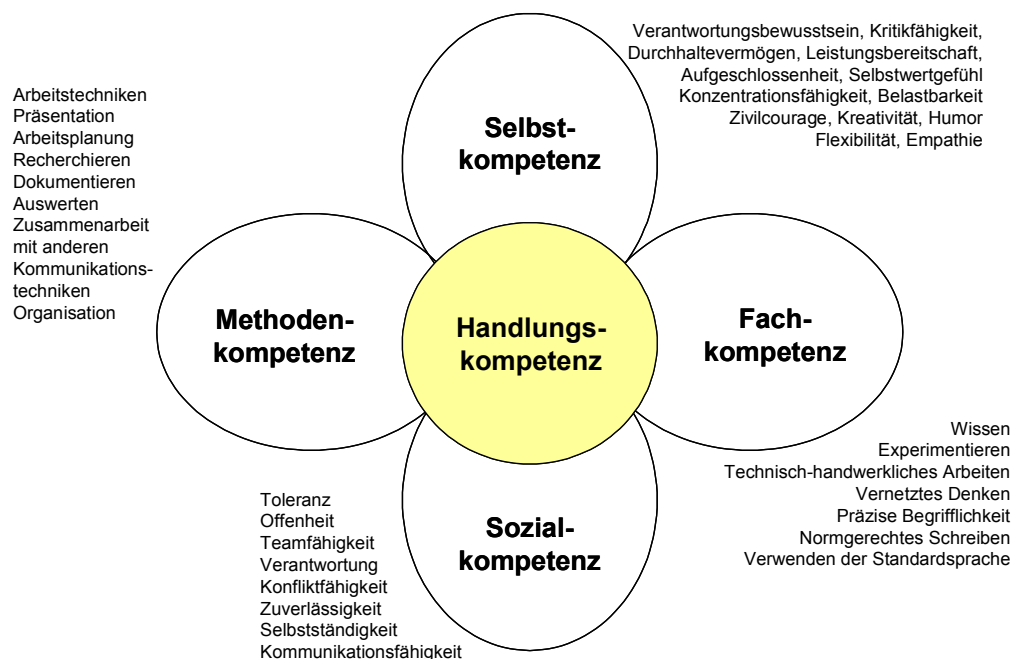 Verantwortungsbewusstsein, Kritikfähigkeit,
Durchhaltevermögen, Leistungsbereitschaft,
Aufgeschlossenheit, Selbstwertgefühl
Konzentrationsfähigkeit, Belastbarkeit
Zivilcourage, Kreativität, Humor
Flexibilität, Empathie
Arbeitstechniken
Präsentation
Arbeitsplanung
Recherchieren
Dokumentieren
Auswerten
Zusammenarbeit
mit anderen
Kommunikations-
techniken
Organisation
Selbst-
kompetenz
Methoden-
kompetenz
Handlungs-
kompetenz
Fach-
kompetenz
Sozial-
kompetenz
Toleranz
Offenheit
Teamfähigkeit
Verantwortung
Konfliktfähigkeit
Zuverlässigkeit
Selbstständigkeit
Kommunikationsfähigkeit
Wissen
Experimentieren
Technisch-handwerkliches Arbeiten
Vernetztes Denken
Präzise Begrifflichkeit
Normgerechtes Schreiben
Verwenden der Standardsprache